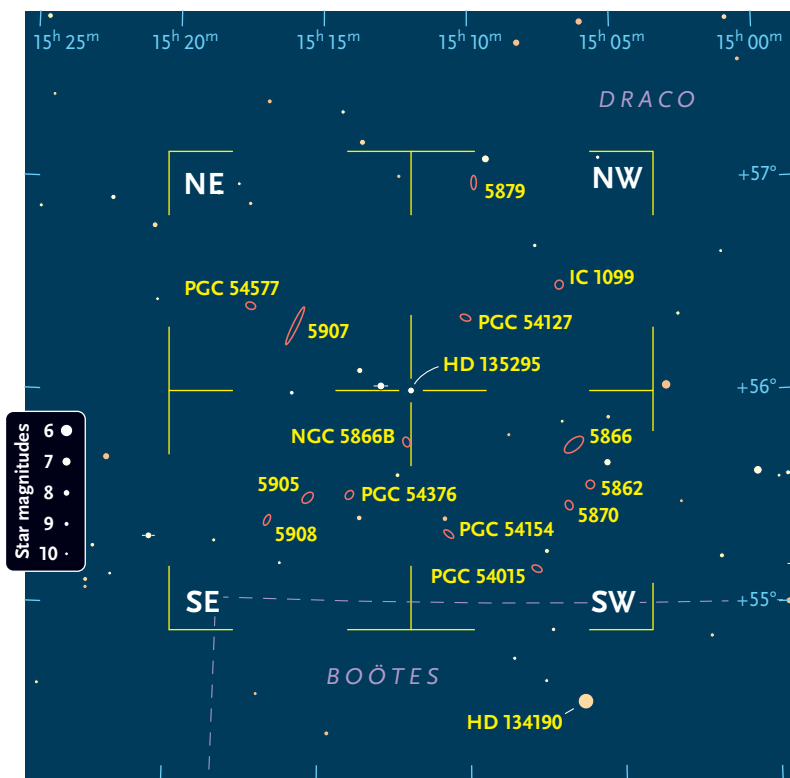 15h 25m 15h 20m 15h 15m 15h 10m 15h 05m 15h 00m
DRACO
NE NW +57°
5879
IC 1099
PGC 54577
5907 PGC 54127
HD 135295
+56°
NGC 5866B 5866
5905 PGC 54376 5862
5870
5908 PGC 54154
PGC 54015
SE SW +55°
BOÖTES
HD 134190
Star magnitudes
6
7
8
9
10